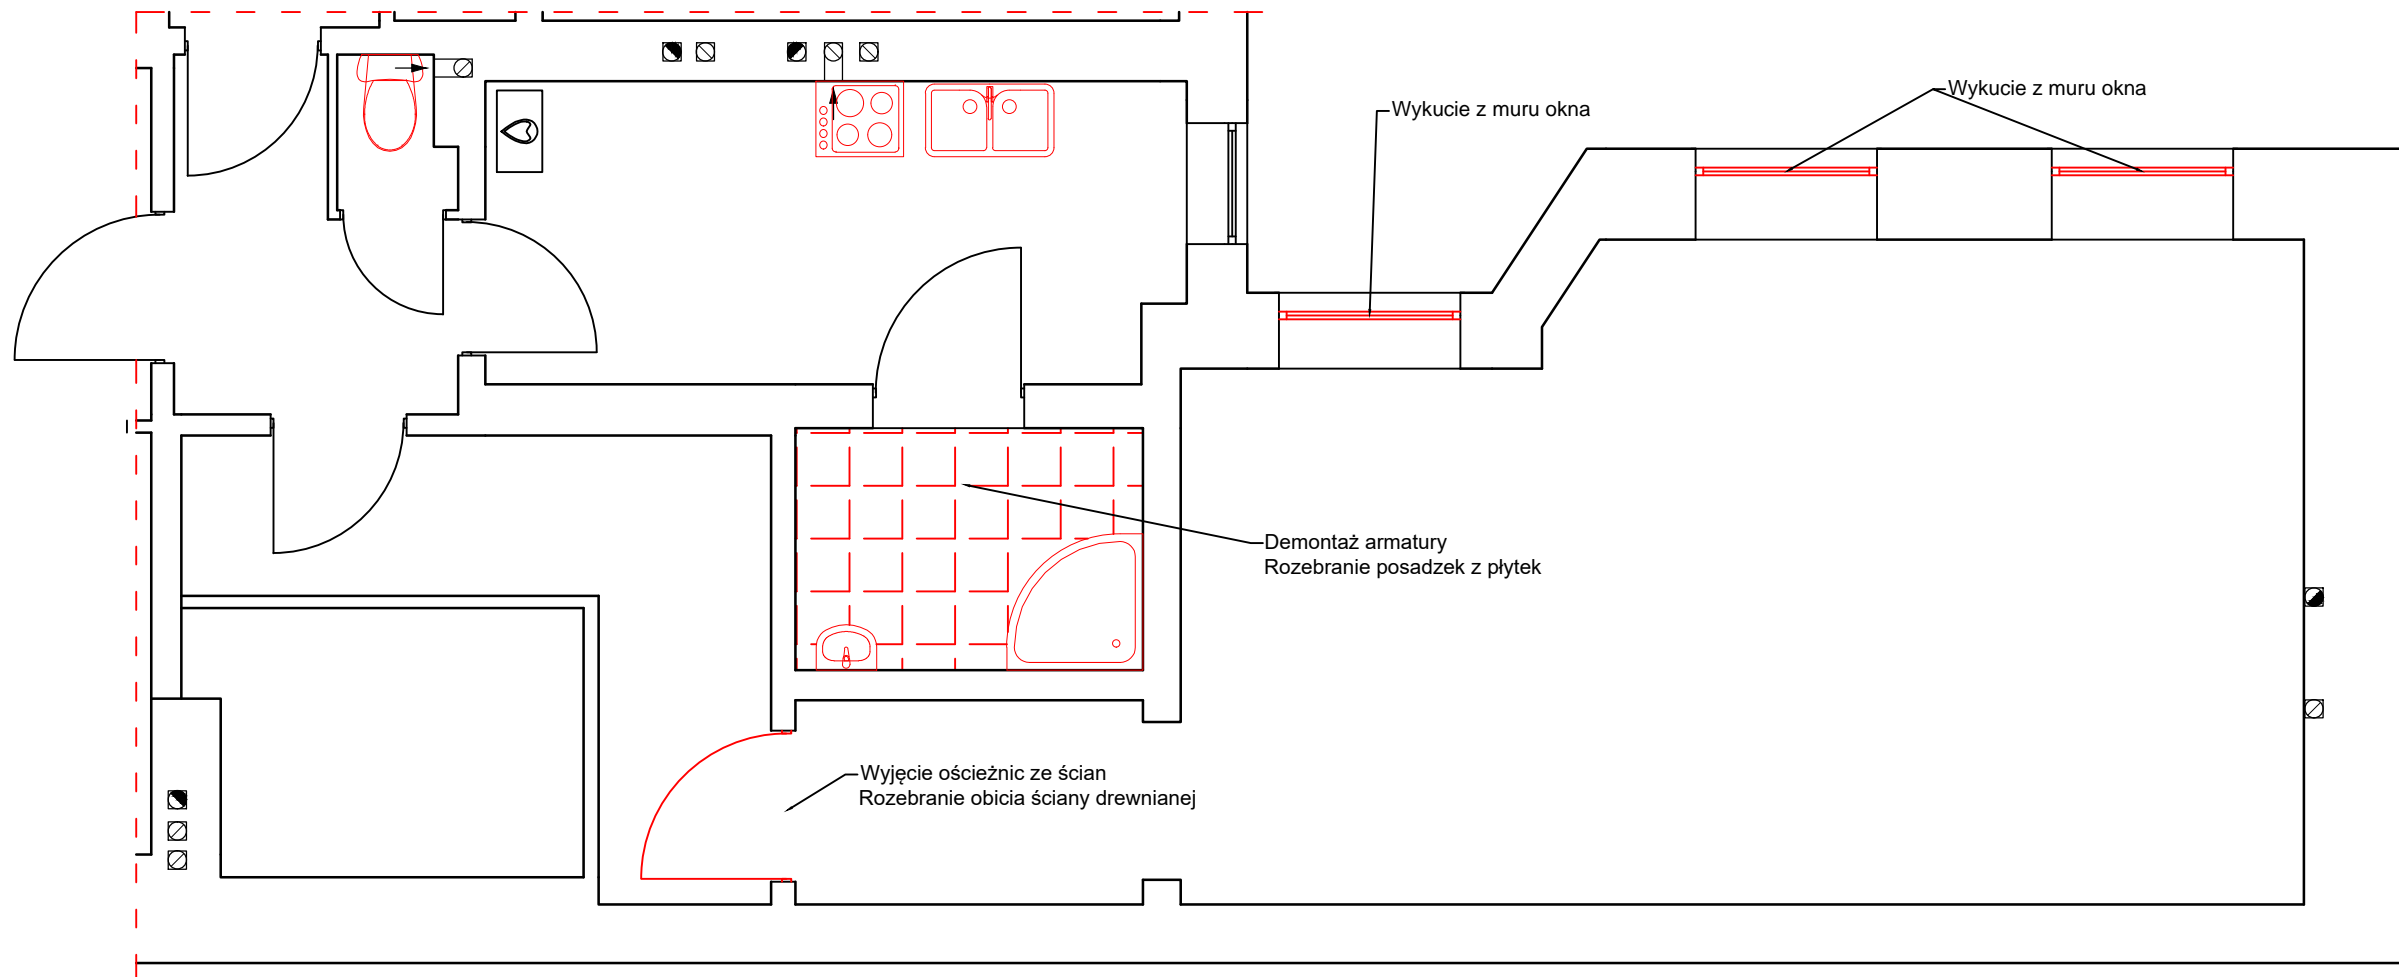 Wykucie z muru okna
Wykucie z muru okna
Demontaż armatury
Rozebranie posadzek z płytek
Wyjęcie ościeżnic ze ścian
Rozebranie obicia ściany drewnianej